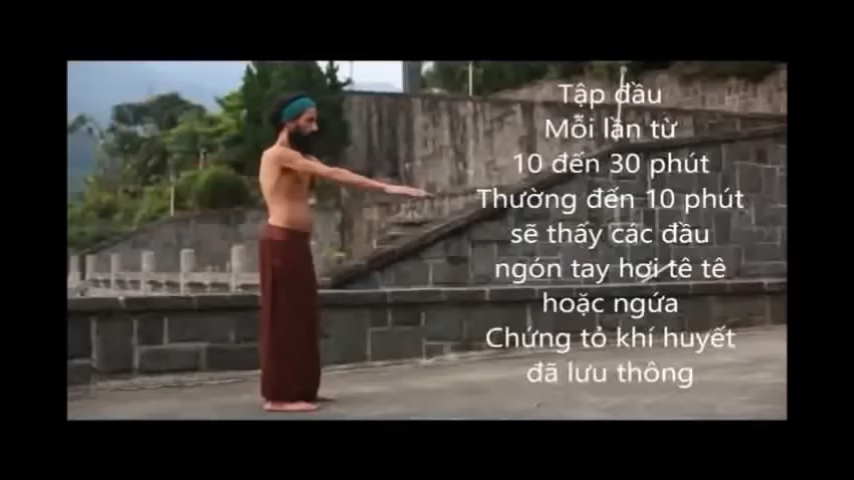 Tập đầu
Mỗi lần từ
10 đến 30 phút
Thường đến 10 phút
sẽ thấy các đầu
ngón tay hơi tê tê
hoặc ngứa
Chứng tỏ khí huyết
đã lưu thông